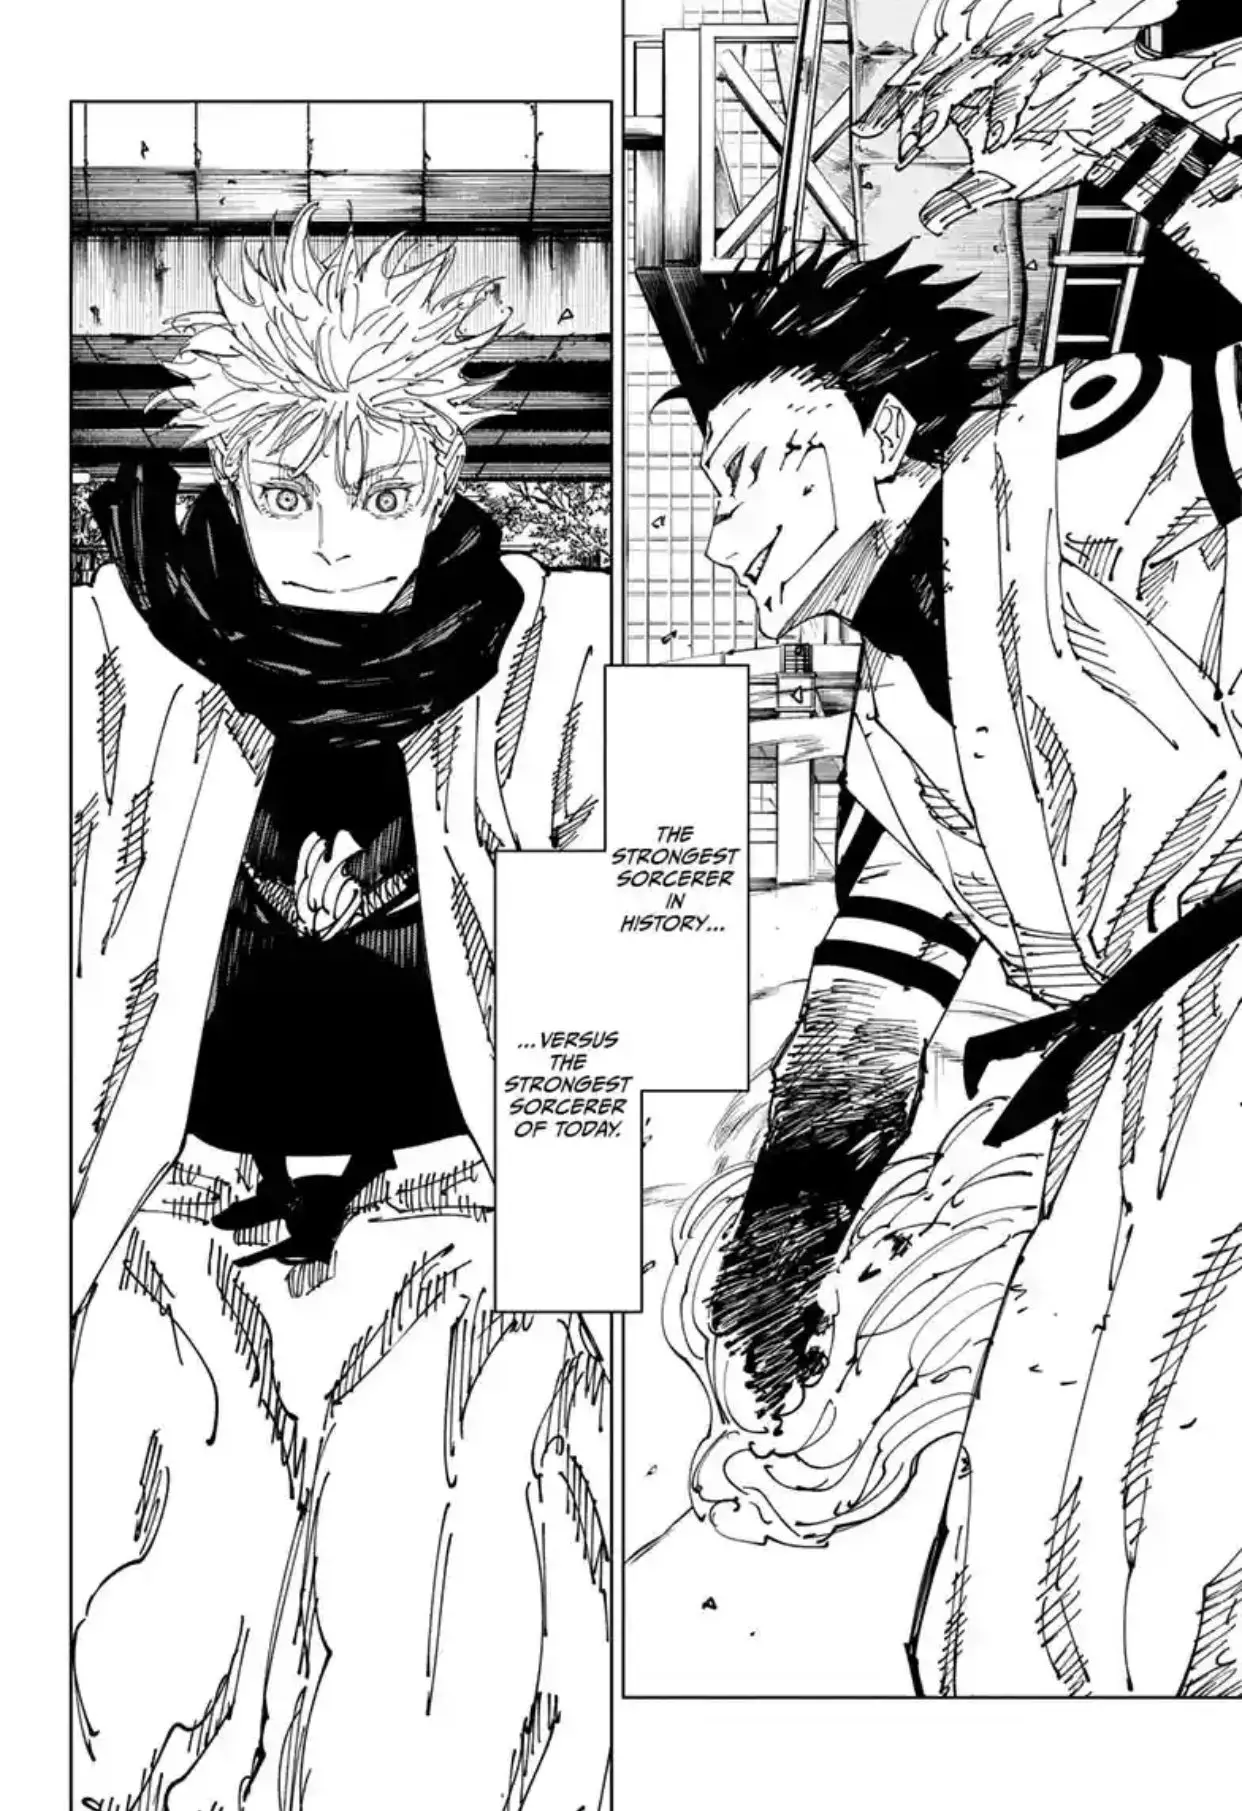 THE
STRONGEST
SORCERER
IN
HISTORY...
...VERSUS
THE
STRONGEST
SORCERER
OF TODAY.